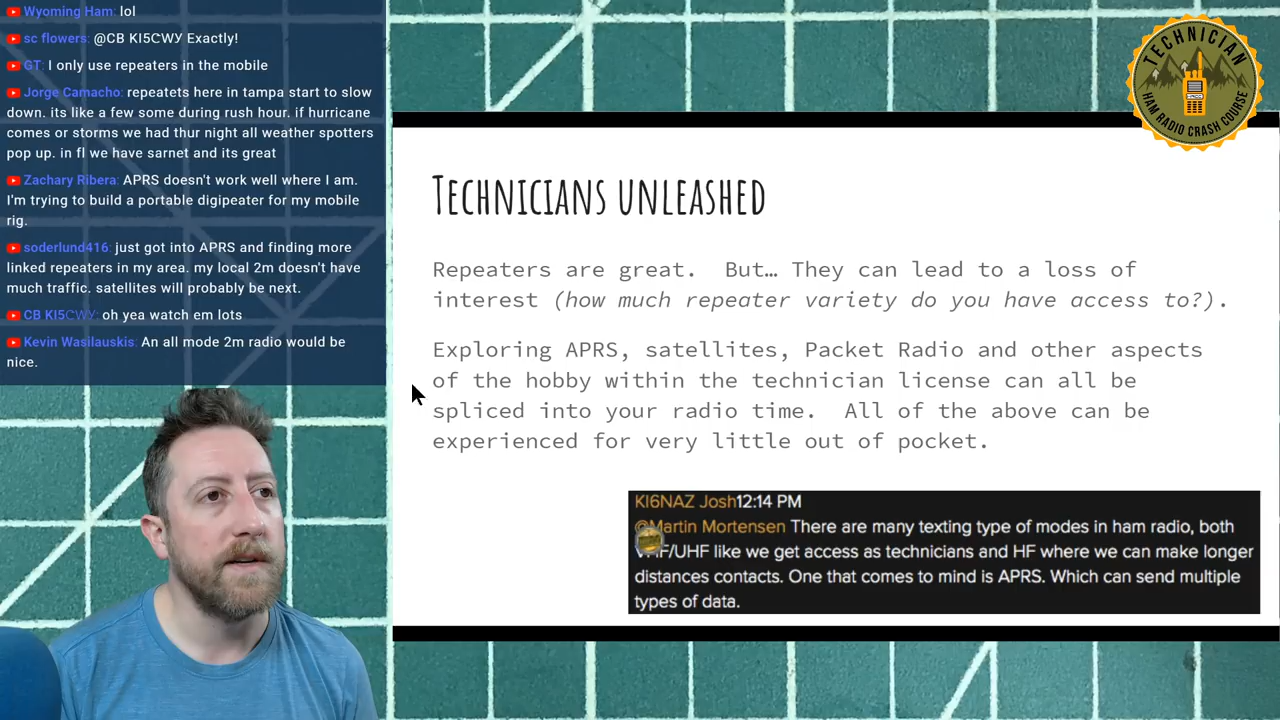 Wyoming Ham: lol
sc flowers: @CB KI5CWY Exactly!
GT: I only use repeaters in the mobile
Jorge Camacho: repeatets here in tampa start to slow
down. its like a few some during rush hour. if hurricane
comes or storms we had thur night all weather spotters
pop up. in fl we have sarnet and its great
Zachary Ribera: APRS doesn't work well where I am.
I'm trying to build a portable digipeater for my mobile
rig.
soderlund416: just got into APRS and finding more
linked repeaters in my area. my local 2m doesn't have
much traffic. satellites will probably be next.
CB KI5CWY: oh yea watch em lots
Kevin Wasilauskis: An all mode 2m radio would be
nice.
TECHNICIAN
HAM RADIO CRASH COURSE
TECHNICIANS UNLEASHED
Repeaters are great. But… They can lead to a loss of
interest (how much repeater variety do you have access to?).
Exploring APRS, satellites, Packet Radio and other aspects
of the hobby within the technician license can all be
spliced into your radio time. All of the above can be
experienced for very little out of pocket.
KI6NAZ Josh12:14 PM
@Martin Mortensen There are many texting type of modes in ham radio, both
VHF/UHF like we get access as technicians and HF where we can make longer
distances contacts. One that comes to mind is APRS. Which can send multiple
types of data.